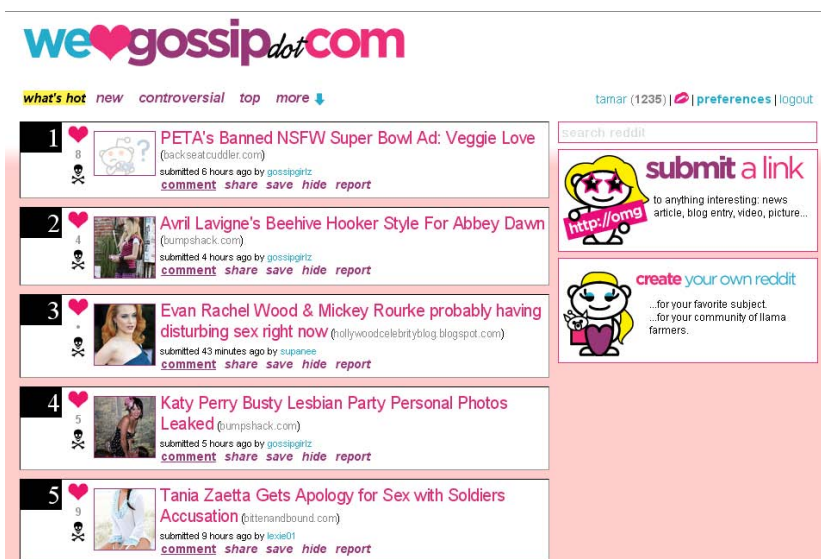 we gossip dot com
what's hot new controversial top more
tamar (1235) | | preferences | logout
search reddit
1
8
PETA's Banned NSFW Super Bowl Ad: Veggie Love
(backseatcuddler.com)
submitted 6 hours ago by gossipgirlz
comment share save hide report
2
4
Avril Lavigne's Beehive Hooker Style For Abbey Dawn
(bumpshack.com)
submitted 4 hours ago by gossipgirlz
comment share save hide report
3
•
Evan Rachel Wood & Mickey Rourke probably having
disturbing sex right now (hollywoodcelebrityblog.blogspot.com)
submitted 43 minutes ago by supanee
comment share save hide report
4
5
Katy Perry Busty Lesbian Party Personal Photos
Leaked (bumpshack.com)
submitted 5 hours ago by gossipgirlz
comment share save hide report
5
9
Tania Zaetta Gets Apology for Sex with Soldiers
Accusation (bittenandbound.com)
submitted 9 hours ago by lexie01
comment share save hide report
submit a link
http://omg
to anything interesting: news
article, blog entry, video, picture...
create your own reddit
...for your favorite subject.
...for your community of llama
farmers.